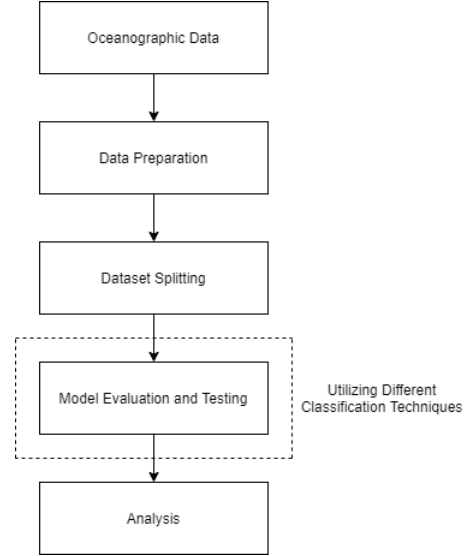 Oceanographic Data
Data Preparation
Dataset Splitting
Model Evaluation and Testing
Utilizing Different
Classification Techniques
Analysis